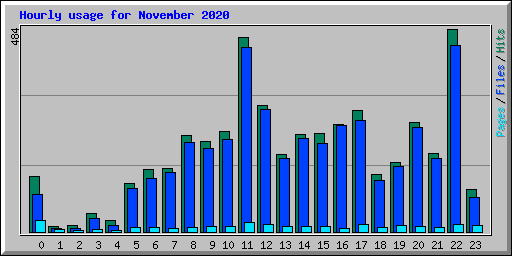 Hourly usage for November 2020
484
Pages / Files / Hits
0 1 2 3 4 5 6 7 8 9 10 11 12 13 14 15 16 17 18 19 20 21 22 23